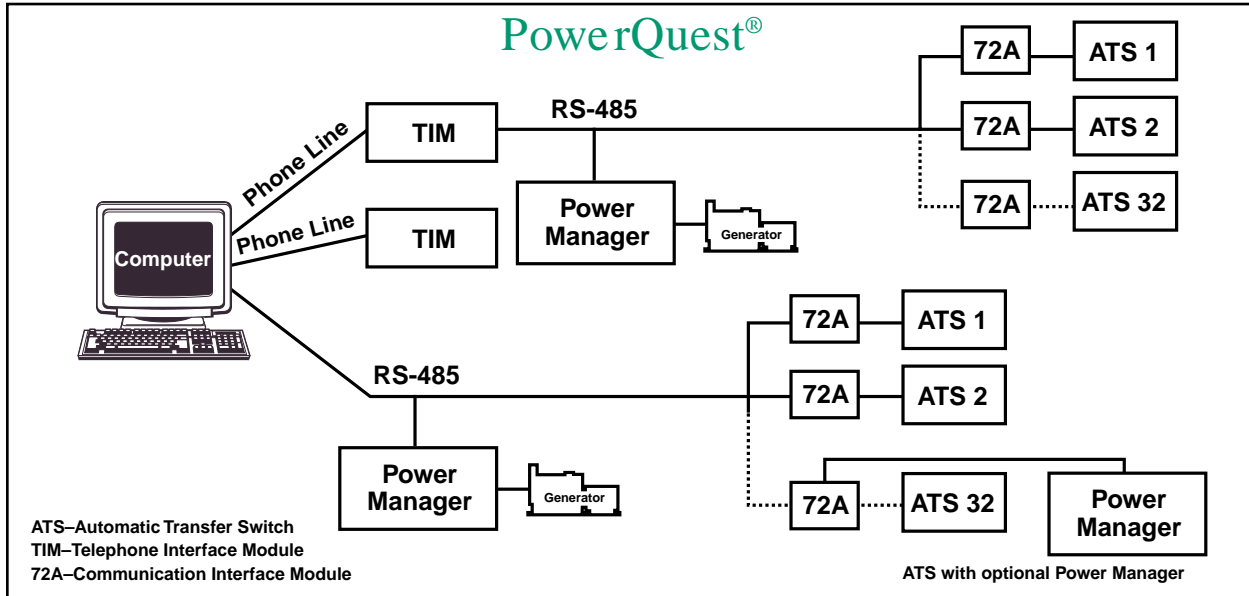 PowerQuest®
72A
ATS 1
RS-485
TIM
72A
ATS 2
Phone Line
72A
ATS 32
Power
Manager
Generator
Phone Line
TIM
Computer
72A
ATS 1
RS-485
72A
ATS 2
Power
Manager
Generator
72A
ATS 32
Power
Manager
ATS–Automatic Transfer Switch
TIM–Telephone Interface Module
72A–Communication Interface Module
ATS with optional Power Manager